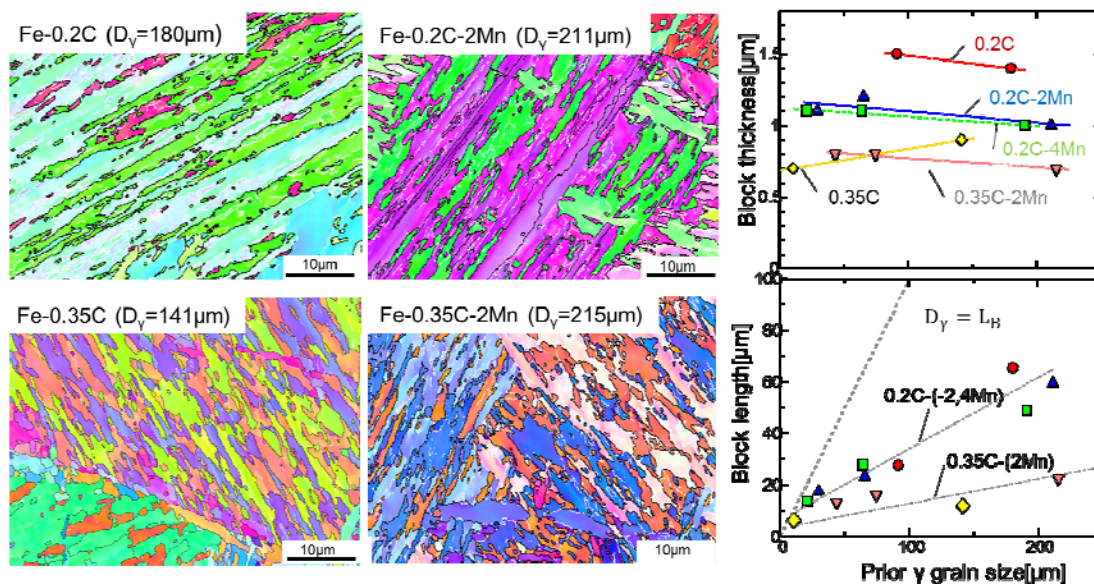 Fe-0.2C (Dγ=180μm)
10μm
Fe-0.2C-2Mn (Dγ=211μm)
10μm
Fe-0.35C (Dγ=141μm)
10μm
Fe-0.35C-2Mn (Dγ=215μm)
10μm
Block thickness[μm]
1.5
1
0.5
0
0.2C
0.2C-2Mn
0.2C-4Mn
0.35C
0.35C-2Mn
Block length[μm]
100
80
60
40
20
0
Dγ = LB
0.2C-(-2,4Mn)
0.35C-(2Mn)
0
100
200
Prior γ grain size[μm]